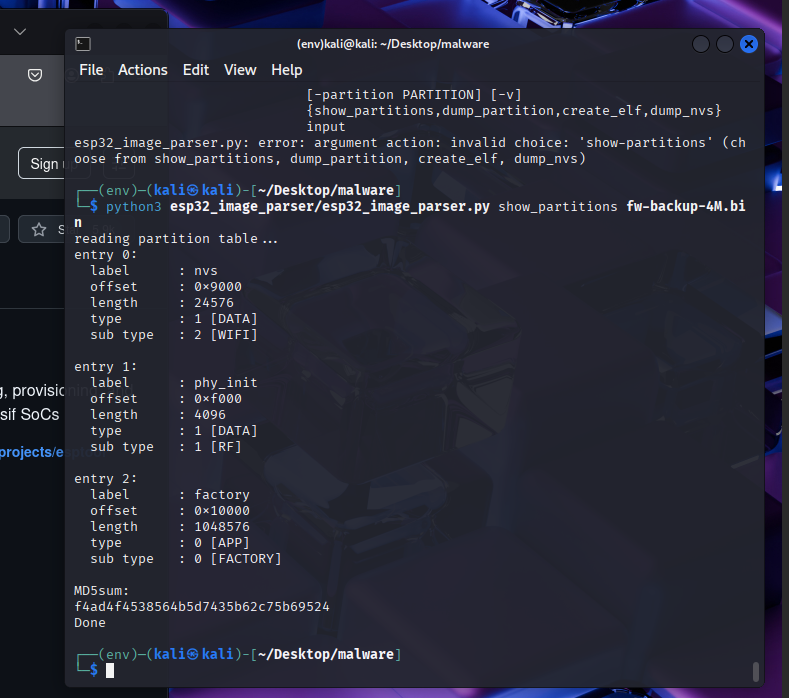 (env)kali@kali: ~/Desktop/malware
File Actions Edit View Help
[-partition PARTITION] [-v]
{show_partitions,dump_partition,create_elf,dump_nvs}
input
esp32_image_parser.py: error: argument action: invalid choice: 'show-partitions' (ch
oose from show_partitions, dump_partition, create_elf, dump_nvs)
┌──(env)─(kali㉿kali)-[~/Desktop/malware]
└─$ python3 esp32_image_parser/esp32_image_parser.py show_partitions fw-backup-4M.bi
n
reading partition table...
entry 0:
label : nvs
offset : 0x9000
length : 24576
type : 1 [DATA]
sub type : 2 [WIFI]
entry 1:
label : phy_init
offset : 0xf000
length : 4096
type : 1 [DATA]
sub type : 1 [RF]
entry 2:
label : factory
offset : 0x10000
length : 1048576
type : 0 [APP]
sub type : 0 [FACTORY]
MD5sum:
f4ad4f4538564b5d7435b62c75b69524
Done
┌──(env)─(kali㉿kali)-[~/Desktop/malware]
└─$
Sign
g, provisioning
sif SoCs
projects/e